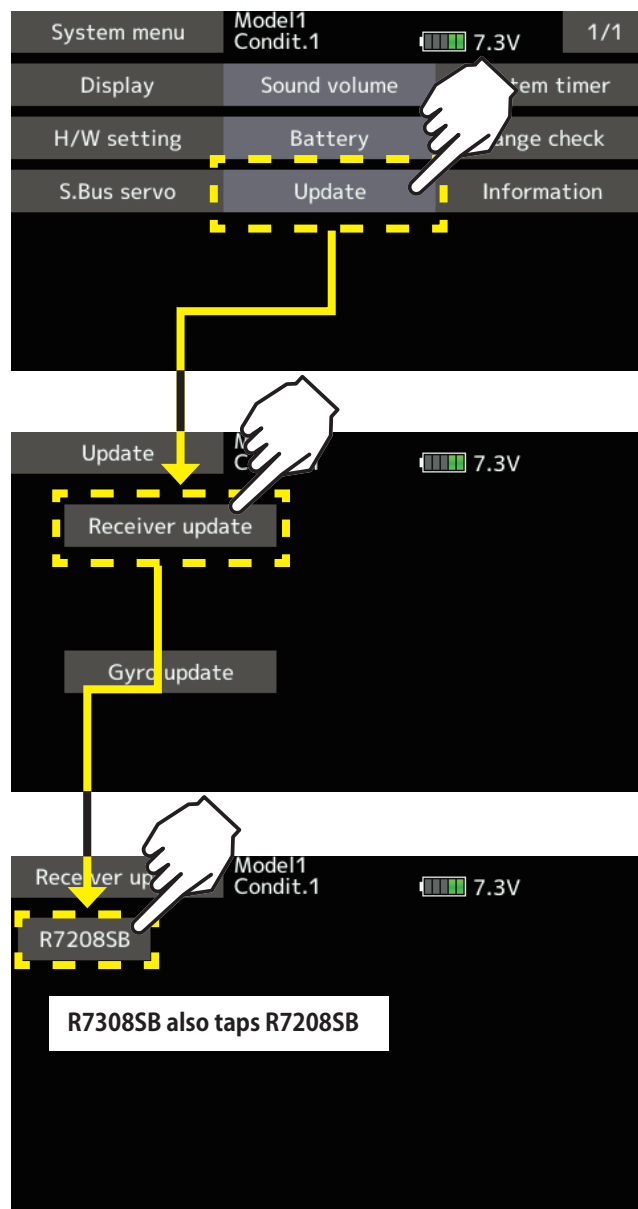 System menu
Model1
Condit.1
7.3V
1/1
Display
Sound volume
timer
H/W setting
Battery
check
S.Bus servo
Update
Information
Update
7.3V
Receiver update
Gyro update
Receiver
Model1
Condit.1
7.3V
R7208SB
R7308SB also taps R7208SB